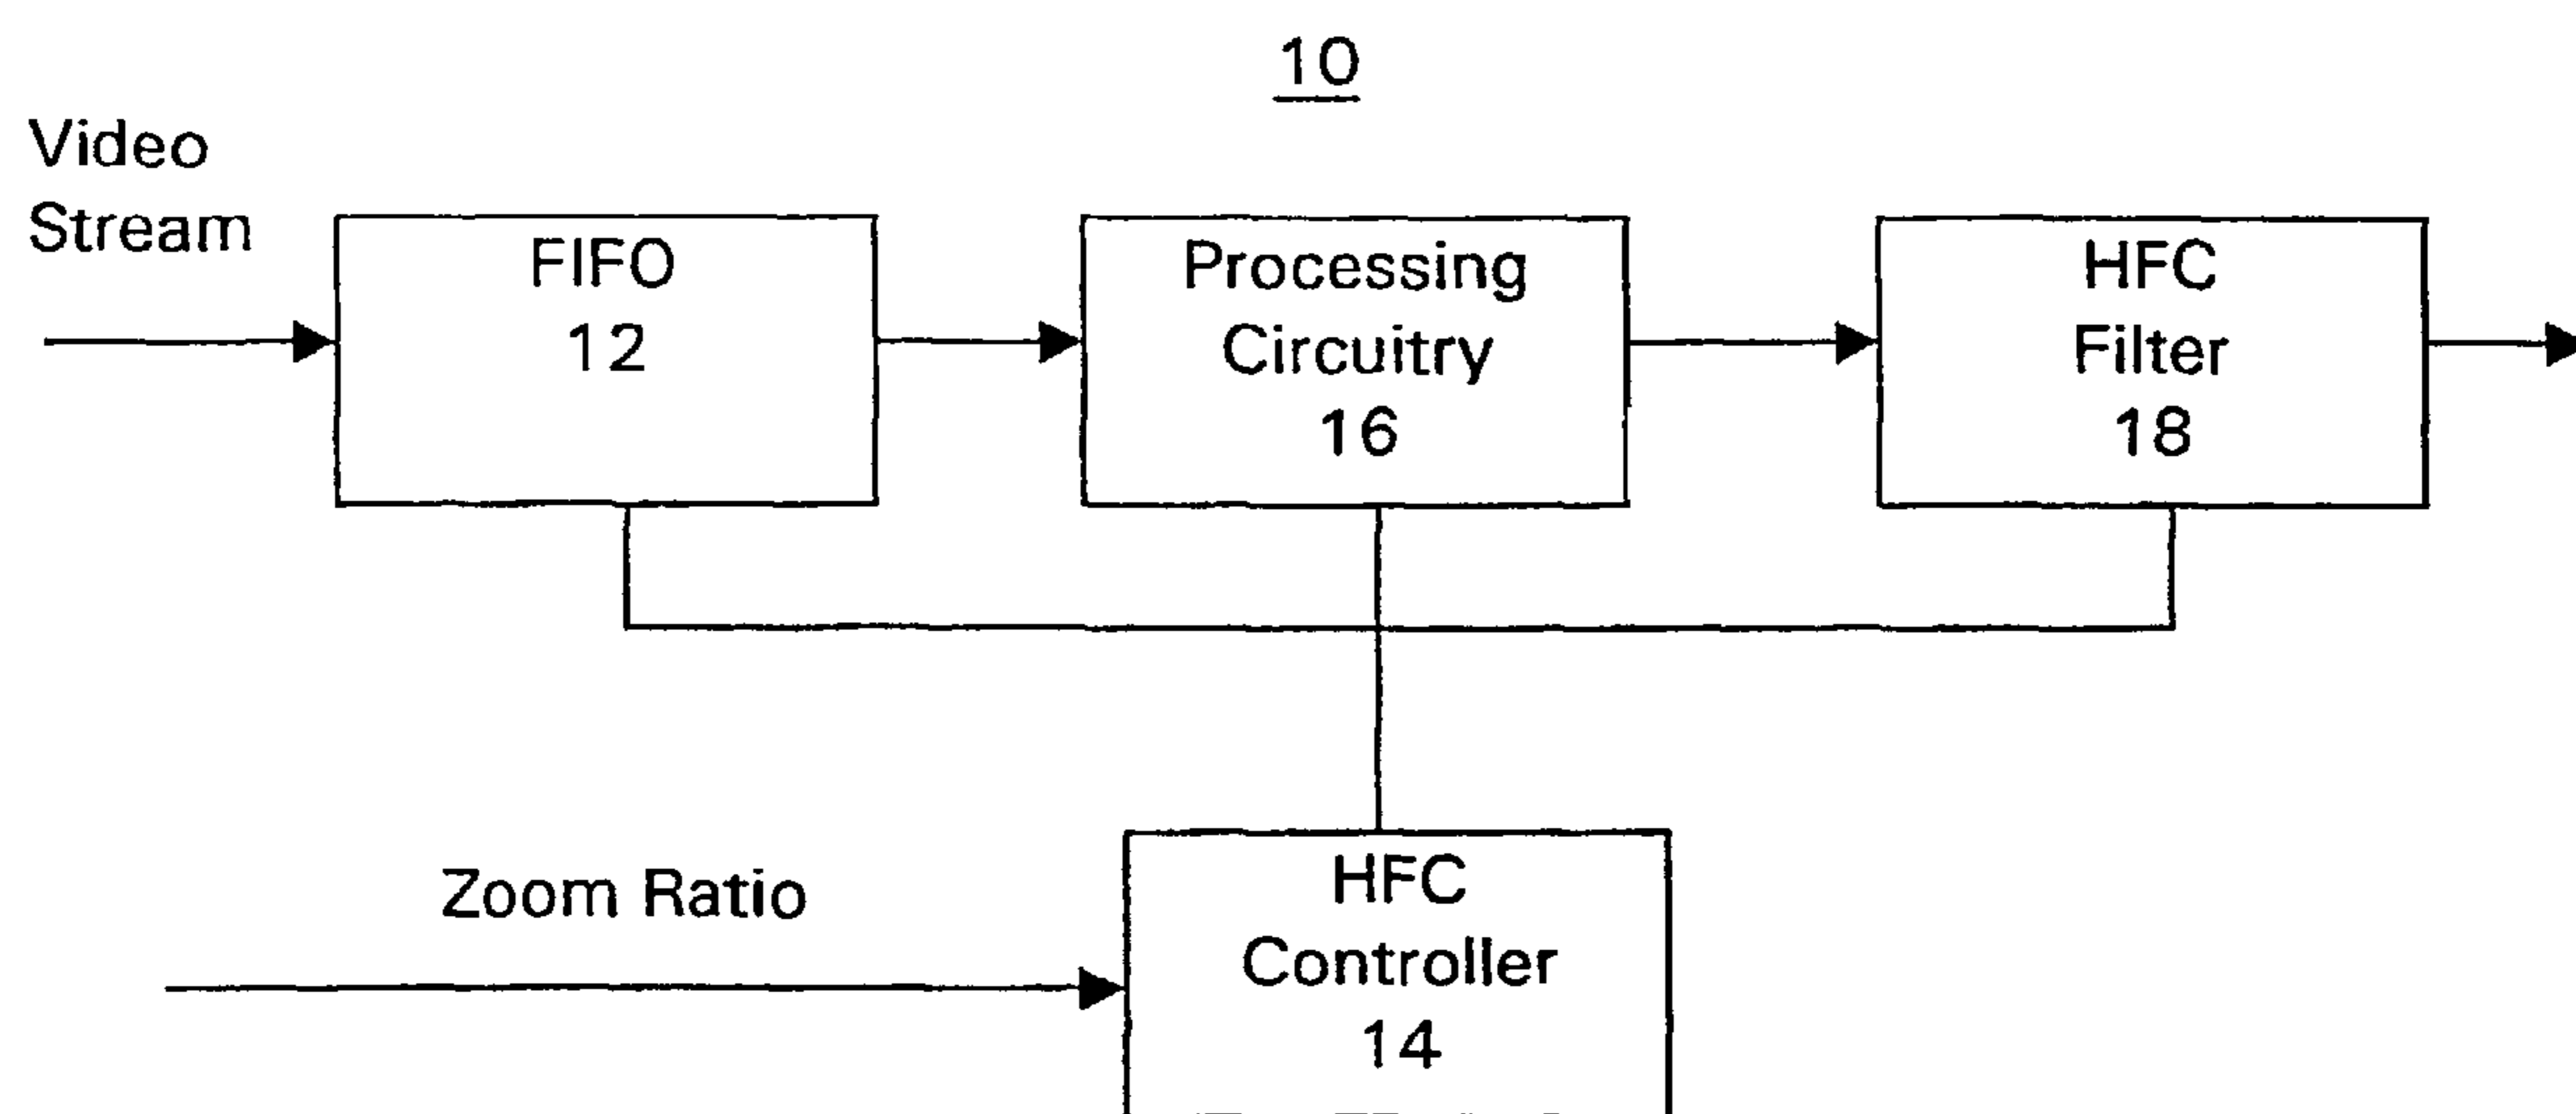 10
Video
Stream
FIFO
12
Processing
Circuitry
16
HFC
Filter
18
Zoom Ratio
HFC
Controller
14